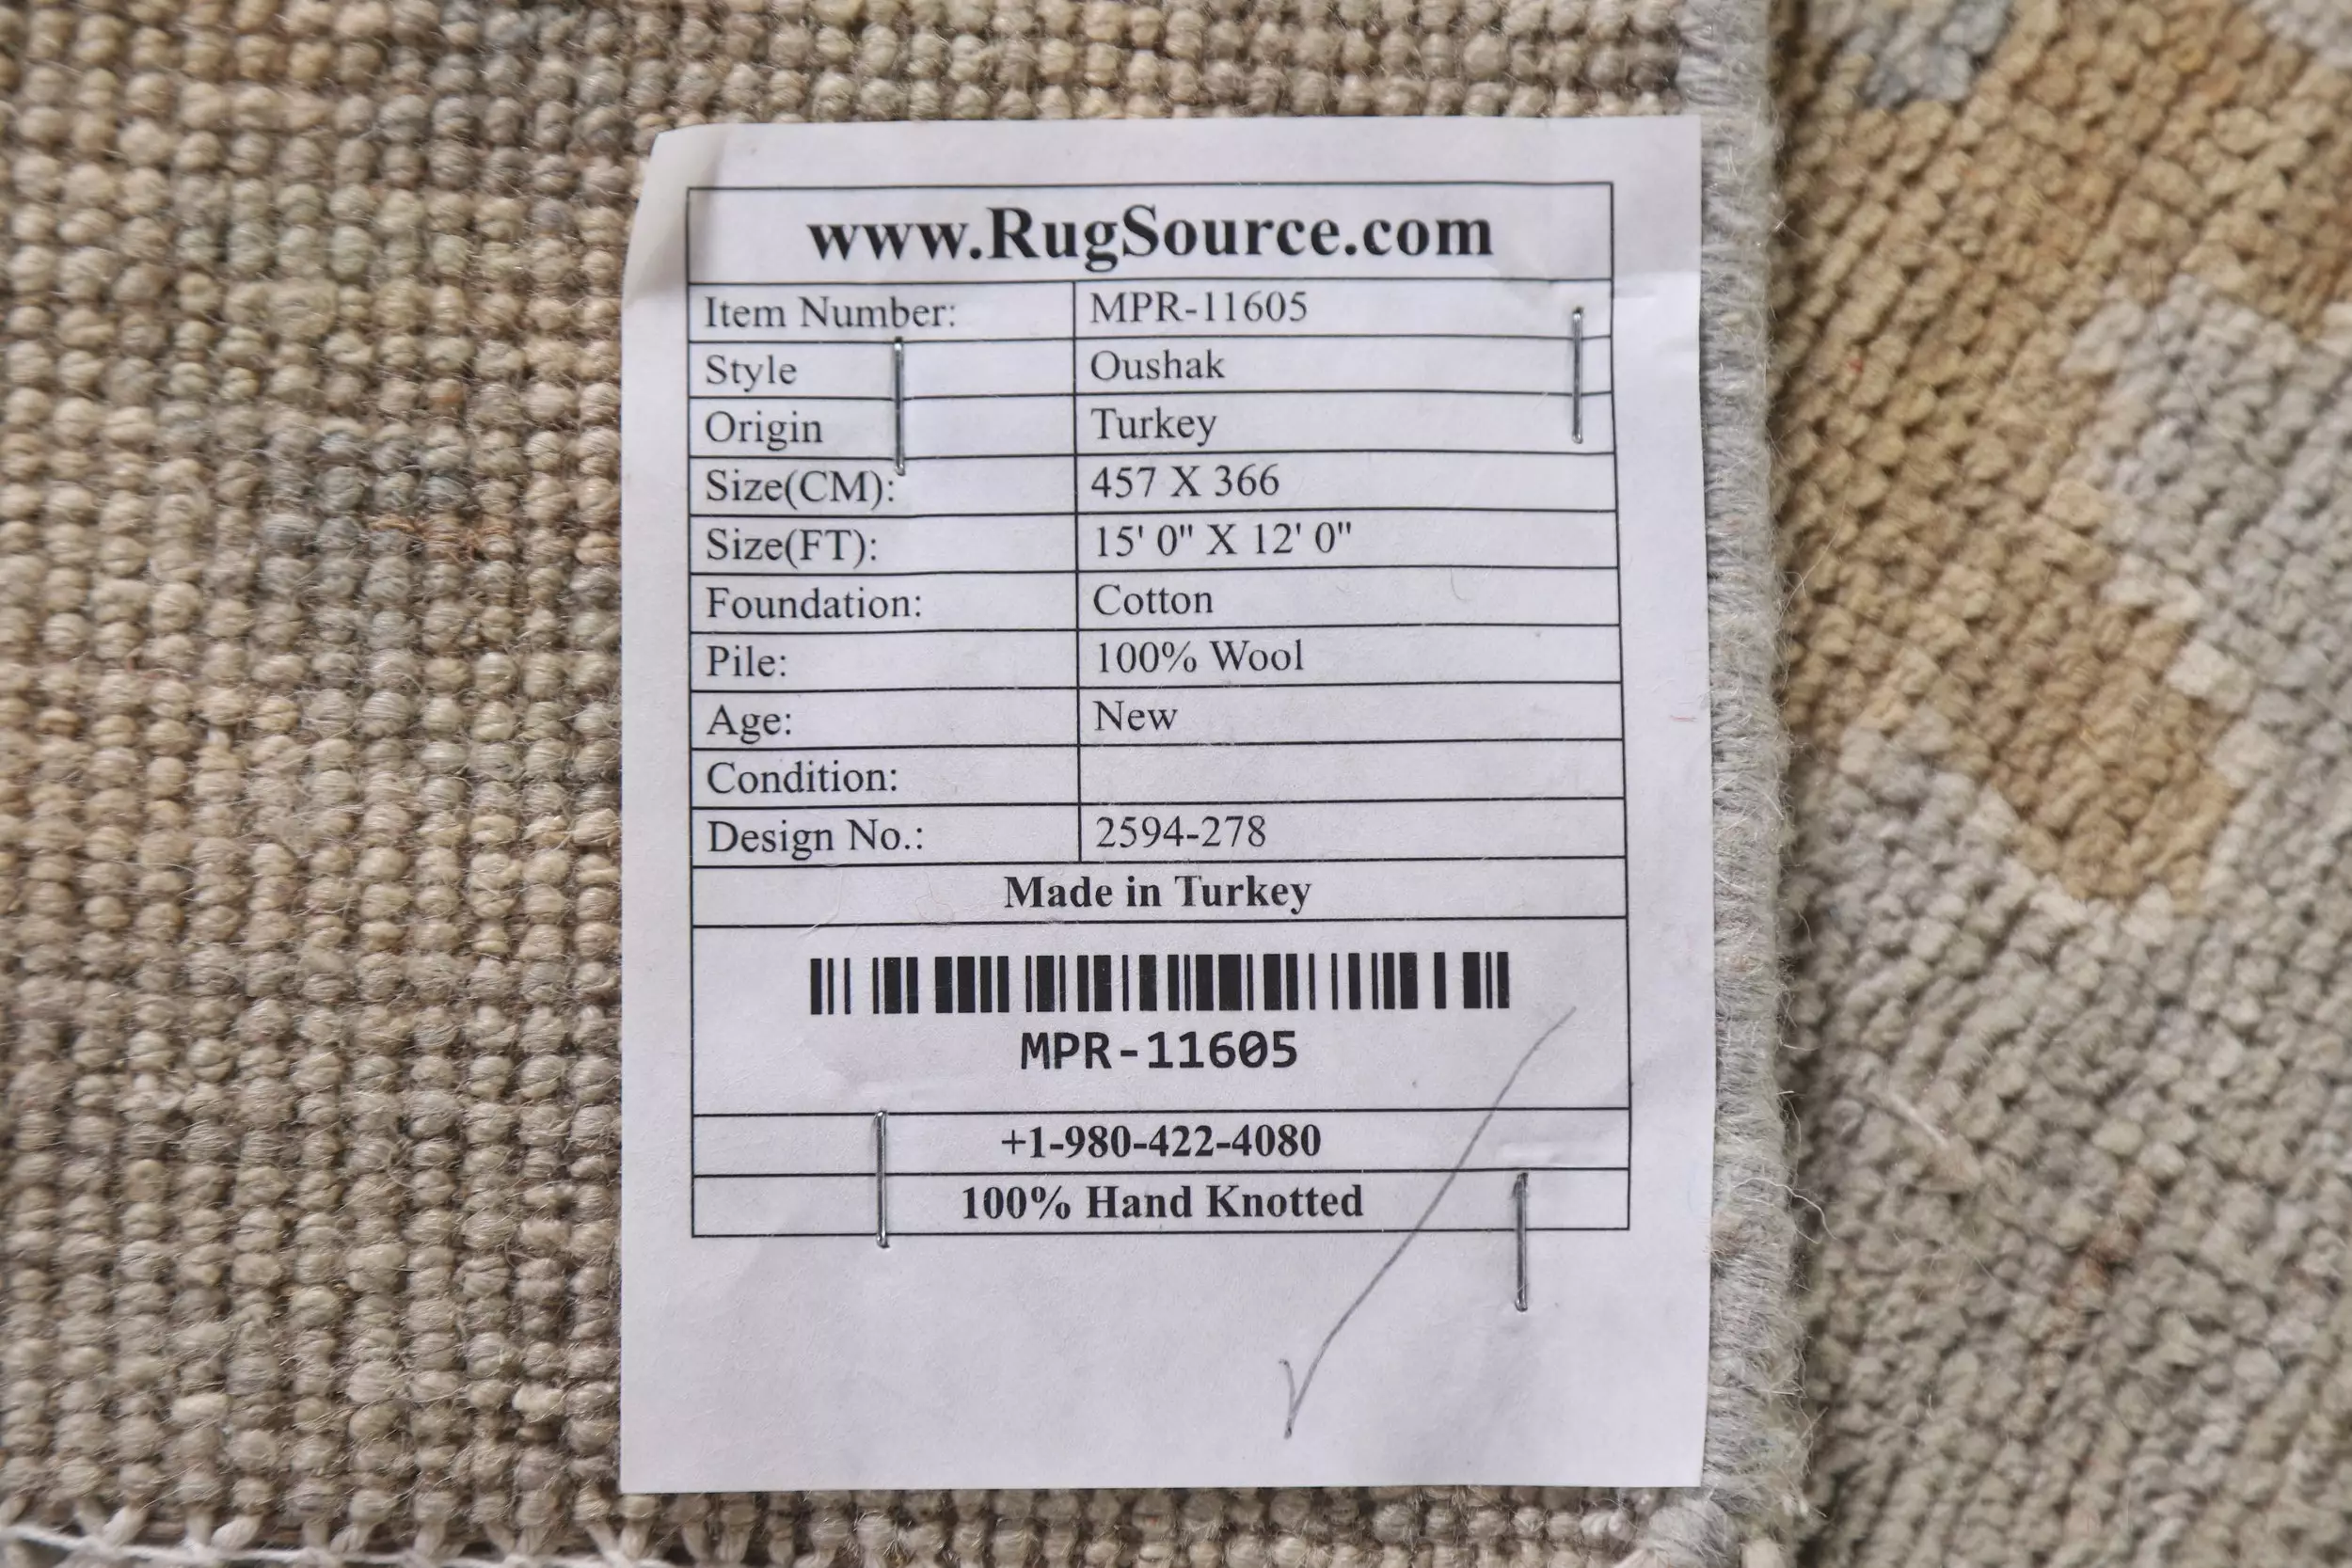 www.RugSource.com
Item Number: MPR-11605
Style Oushak
Origin Turkey
Size(CM): 457 X 366
Size(FT): 15' 0" X 12' 0"
Foundation: Cotton
Pile: 100% Wool
Age: New
Condition:
Design No.: 2594-278
Made in Turkey
MPR-11605
+1-980-422-4080
100% Hand Knotted